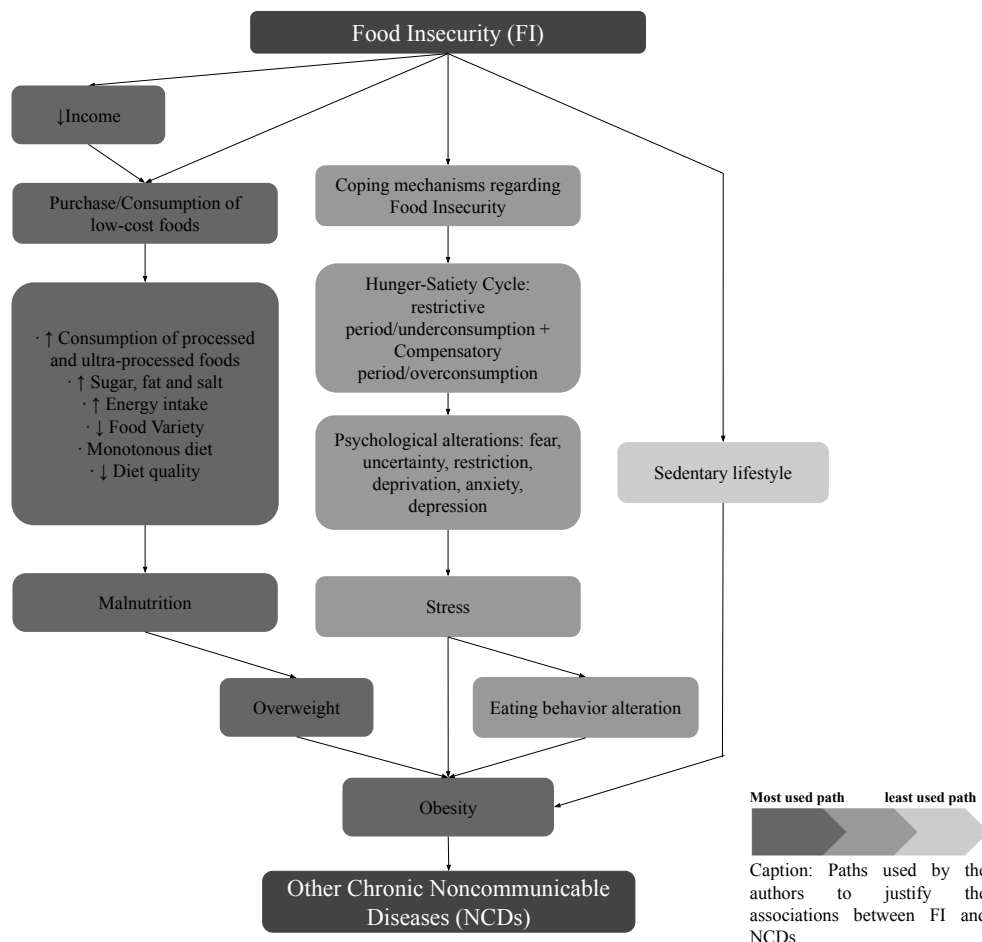 Food Insecurity (FI)
↓Income
Purchase/Consumption of
low-cost foods
· ↑ Consumption of processed
and ultra-processed foods
· ↑ Sugar, fat and salt
· ↑ Energy intake
· ↓ Food Variety
· Monotonous diet
· ↓ Diet quality
Malnutrition
Overweight
Coping mechanisms regarding
Food Insecurity
Hunger-Satiety Cycle:
restrictive
period/underconsumption +
Compensatory
period/overconsumption
Psychological alterations: fear,
uncertainty, restriction,
deprivation, anxiety,
depression
Stress
Eating behavior alteration
Sedentary lifestyle
Obesity
Other Chronic Noncommunicable
Diseases (NCDs)
Most used path least used path
Caption: Paths used by the
authors to justify the
associations between FI and
NCDs